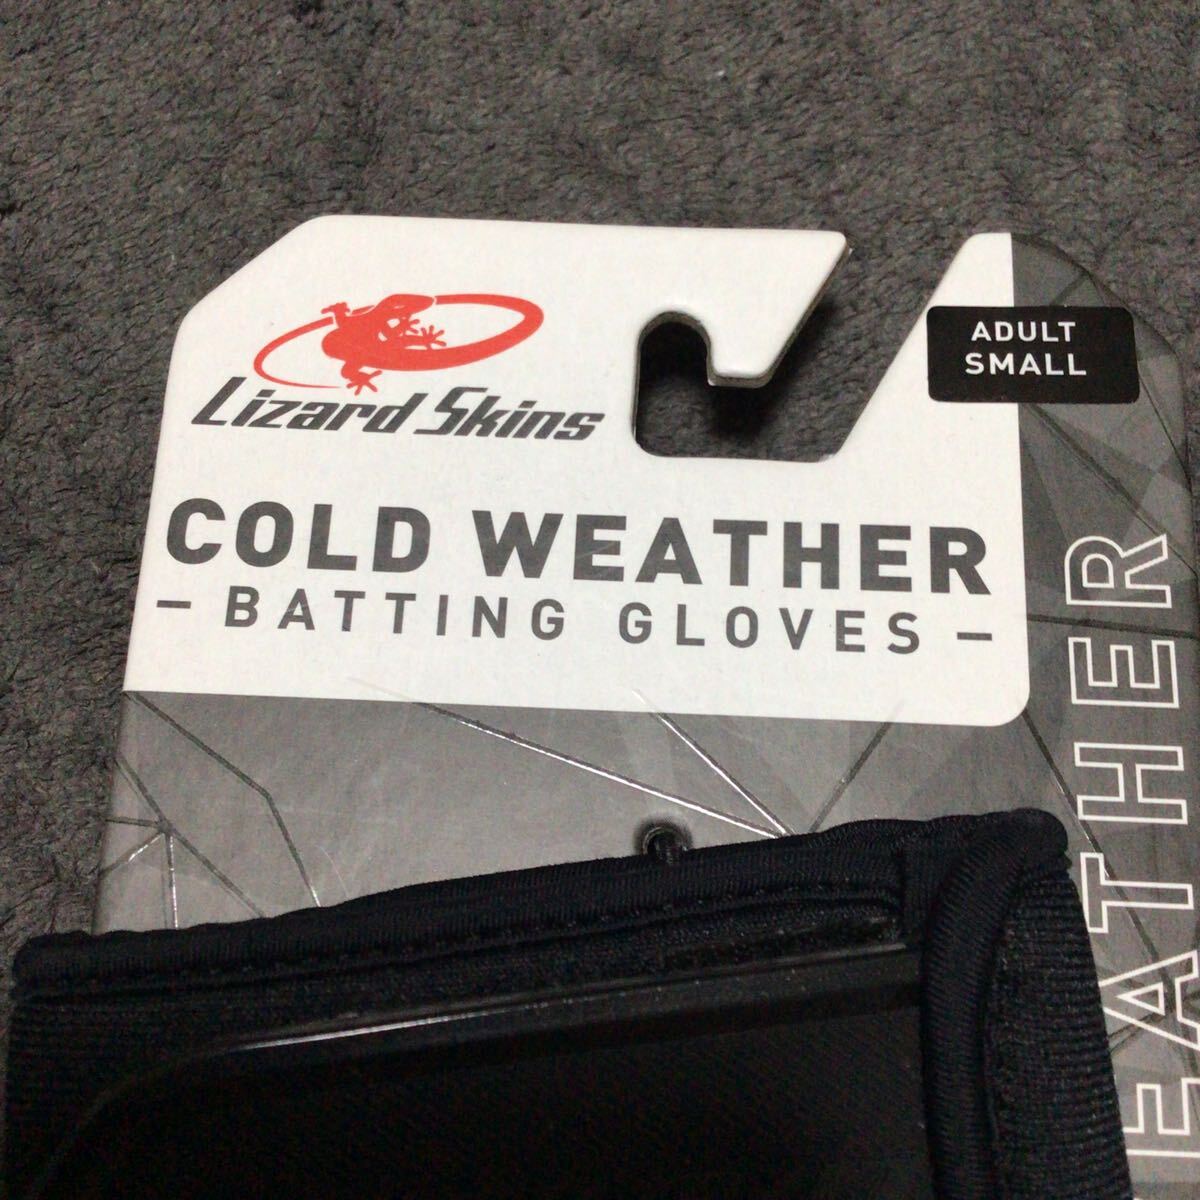 Lizard Skins
ADULT
SMALL
COLD WEATHER
- BATTING GLOVES -
EATHER